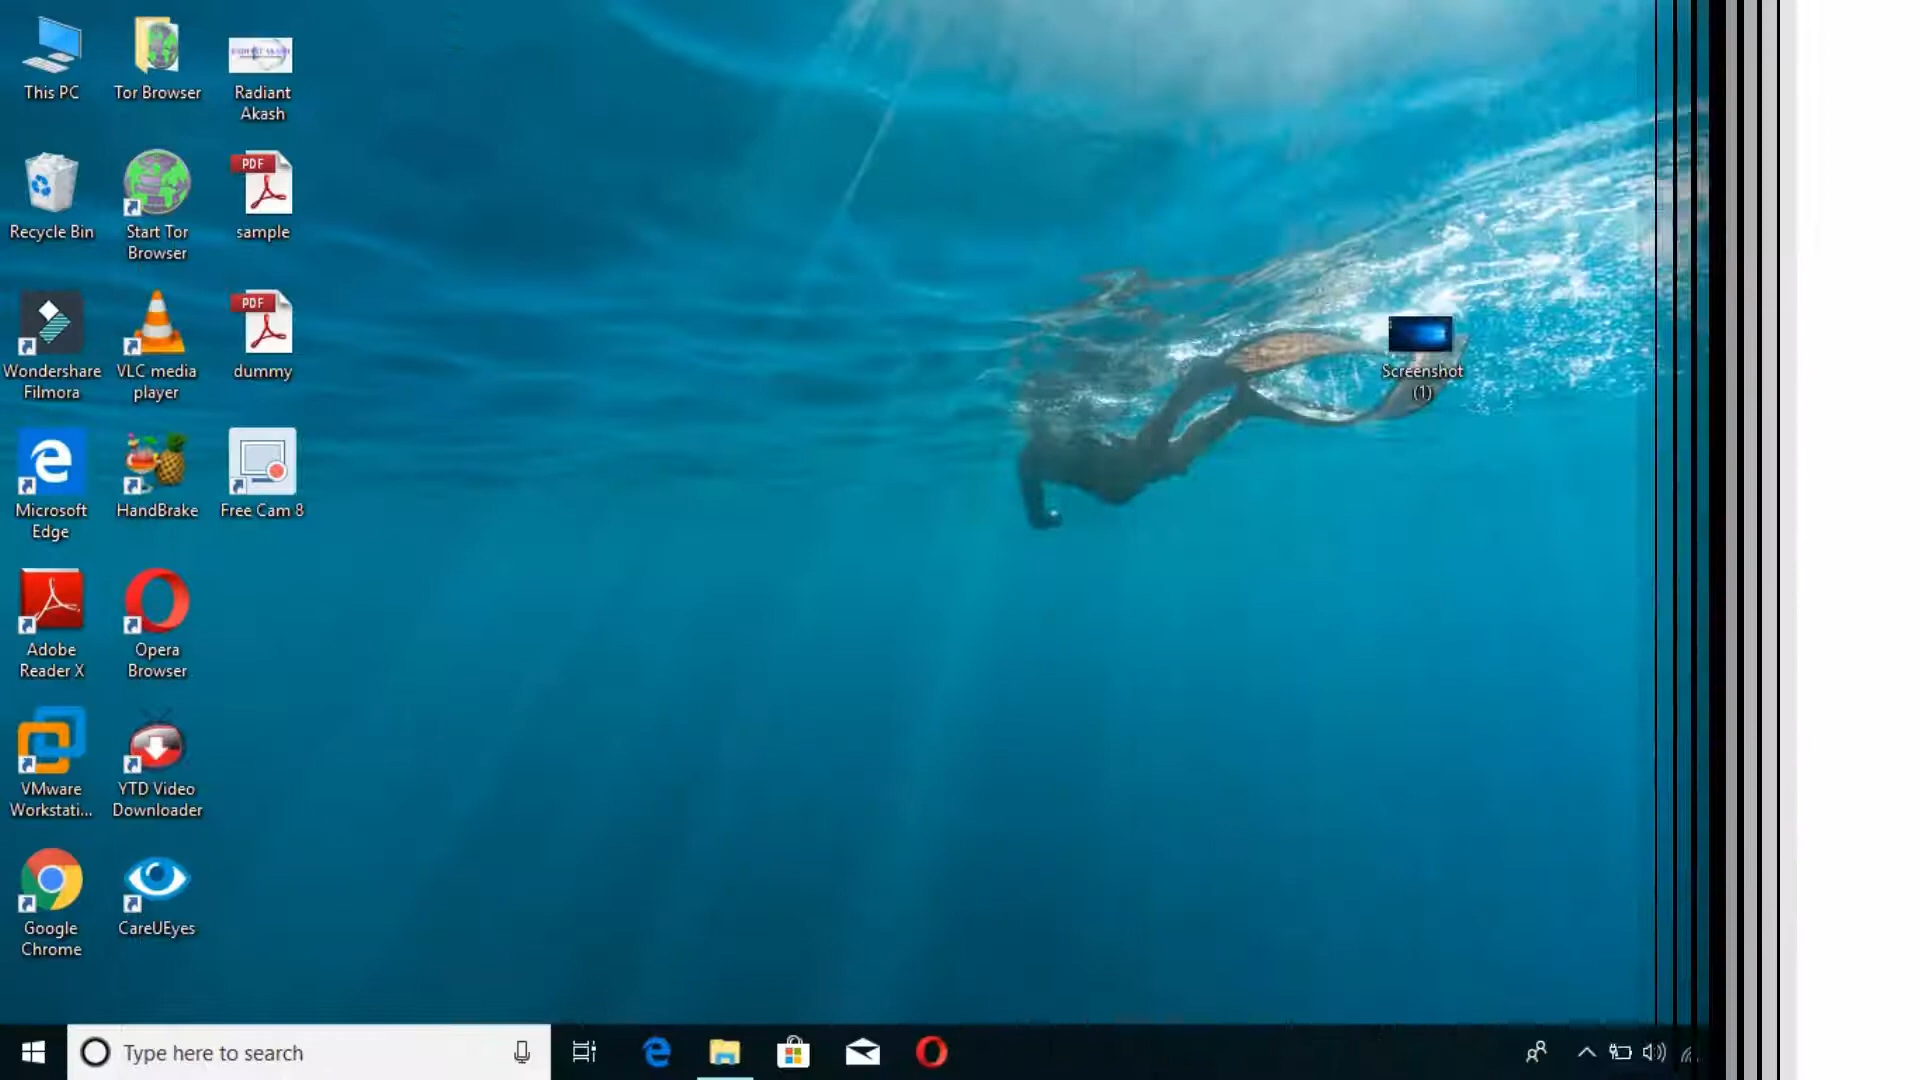 This PC
Tor Browser
Radiant
Akash
PDF
Recycle Bin
Start Tor
Browser
sample
PDF
Wondershare
Filmora
VLC media
player
dummy
Screenshot
(1)
Microsoft
Edge
HandBrake
Free Cam 8
Adobe
Reader X
Opera
Browser
VMware
Workstati...
YTD Video
Downloader
Google
Chrome
CareUEyes
Type here to search